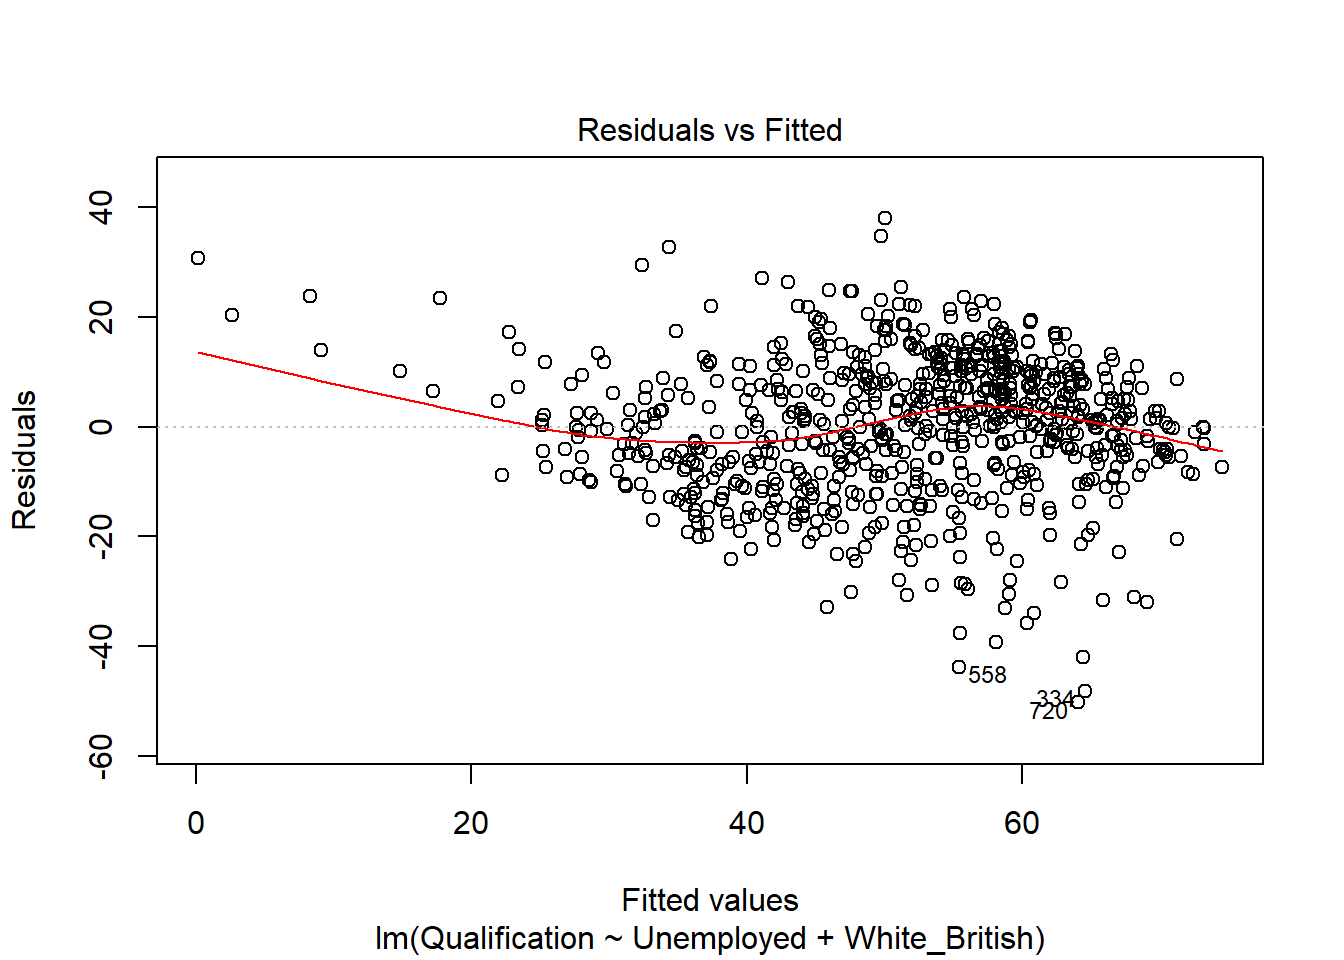 Residuals vs Fitted
Residuals
40
20
0
-20
-40
-60
558
334
720
0 20 40 60
Fitted values
lm(Qualification ~ Unemployed + White_British)